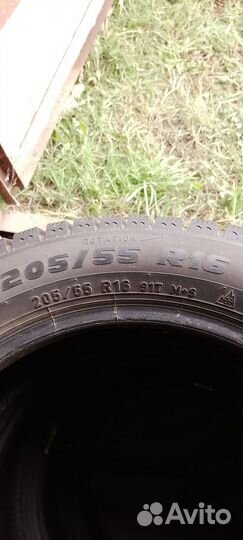 ROTATION
205/55 R16
205/55 R16 91T M+S
Avito